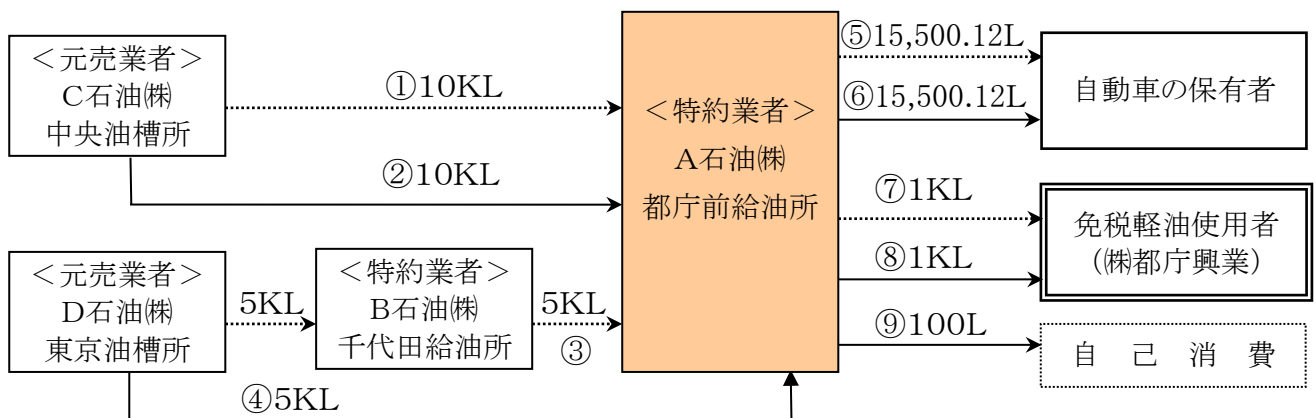 ＜元売業者＞
C石油㈱
中央油槽所
①10KL
②10KL
＜元売業者＞
D石油㈱
東京油槽所
5KL
＜特約業者＞
B石油㈱
千代田給油所
5KL
③
④5KL
＜特約業者＞
A石油㈱
都庁前給油所
⑤15,500.12L
⑥15,500.12L
自動車の保有者
⑦1KL
⑧1KL
免税軽油使用者
（㈱都庁興業）
⑨100L
自 己 消 費